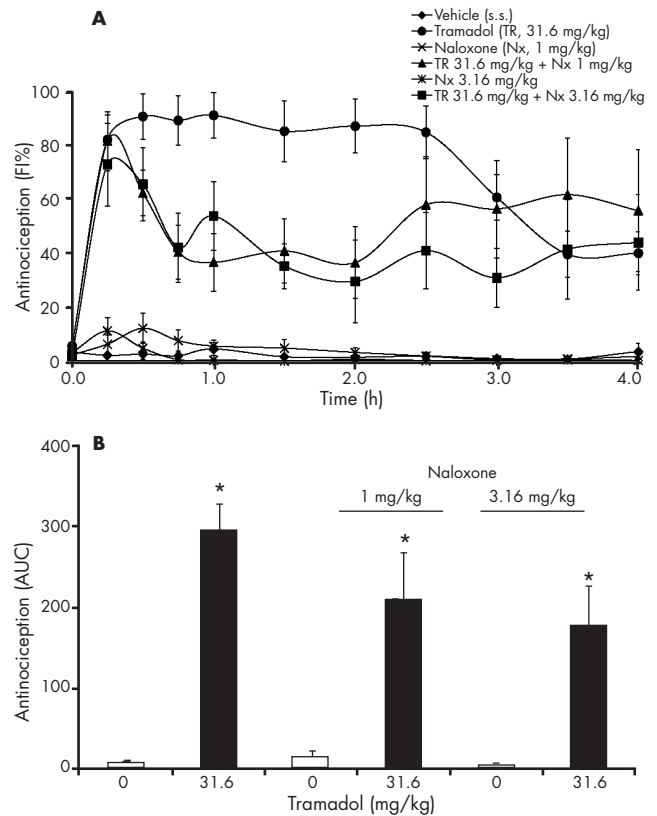 A
Vehicle (s.s.)
Tramadol (TR, 31.6 mg/kg)
Naloxone (Nx, 1 mg/kg)
TR 31.6 mg/kg + Nx 1 mg/kg
Nx 3.16 mg/kg
TR 31.6 mg/kg + Nx 3.16 mg/kg
Antinociception (FI%)
100
80
60
40
20
0
0.0 1.0 2.0 3.0 4.0
Time (h)
B
Antinociception (AUC)
400
300
200
100
0
Naloxone
1 mg/kg 3.16 mg/kg
* * *
0 31.6 0 31.6 0 31.6
Tramadol (mg/kg)